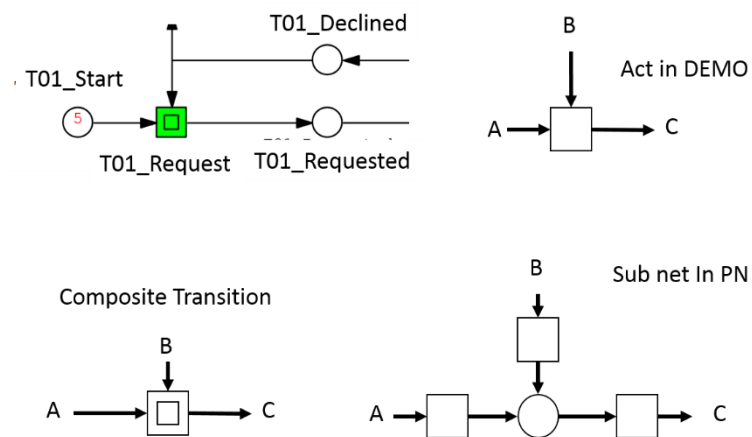 T01_Declined
T01_Start
5
T01_Request
T01_Requested
B
Act in DEMO
A
C
Composite Transition
B
A
C
B
Sub net In PN
A
C